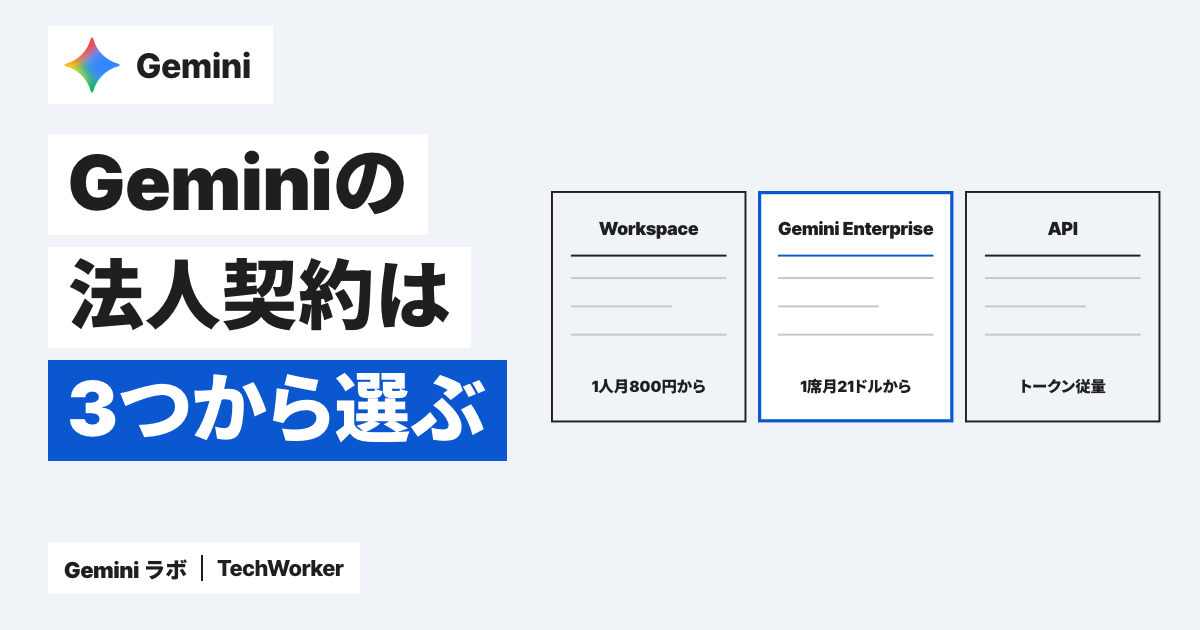 Gemini
Geminiの
法人契約は
3つから選ぶ
Workspace
1人月800円から
Gemini Enterprise
1席月21ドルから
API
トークン従量
Gemini ラボ | TechWorker